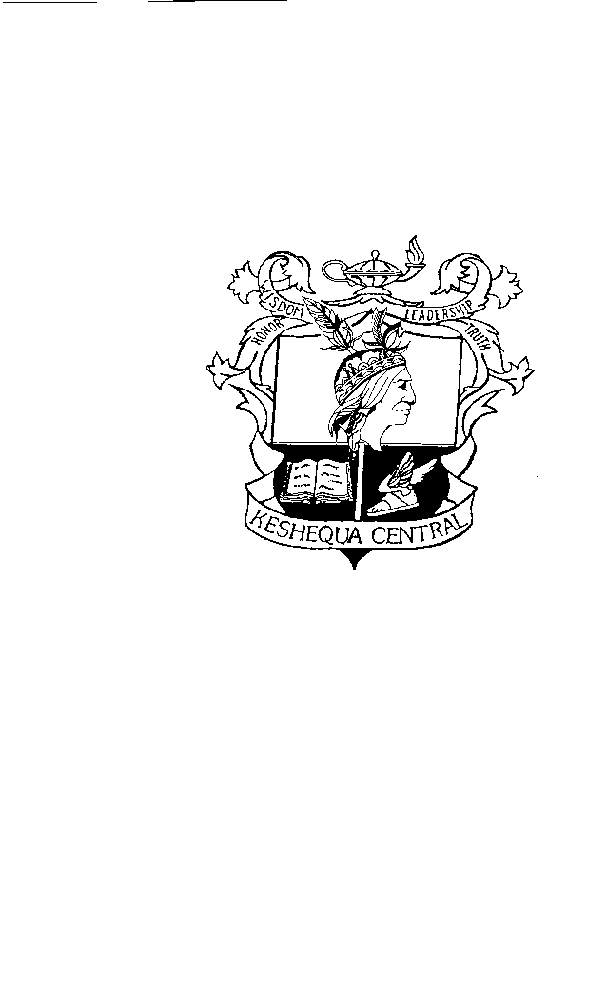 WISDOM LEADERSHIP
HONOR TRUTH
KESHEQUA CENTRAL